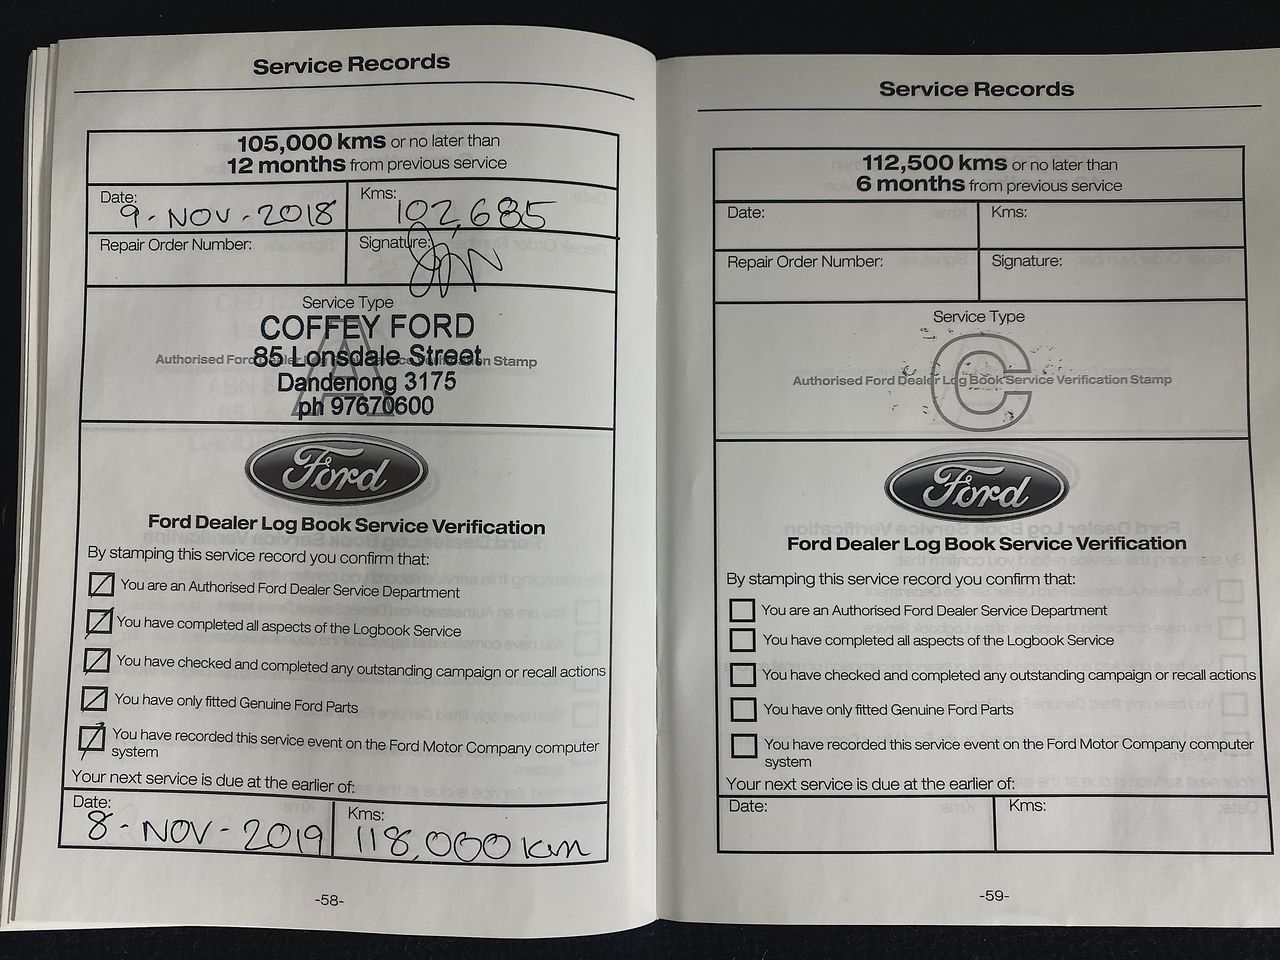 Service Records
105,000 kms or no later than
12 months from previous service
Date: 9-NOV-2018
Kms: 102,685
Repair Order Number:
Signature:
Service Type
A
COFFEY FORD
85 Lonsdale Street
Authorised Ford Dealer Log Book Service Verification Stamp
Dandenong 3175
ph 97670600
Ford
Ford Dealer Log Book Service Verification
By stamping this service record you confirm that:
You are an Authorised Ford Dealer Service Department
You have completed all aspects of the Logbook Service
You have checked and completed any outstanding campaign or recall actions
You have only fitted Genuine Ford Parts
You have recorded this service event on the Ford Motor Company computer
system
Your next service is due at the earlier of:
Date: 8-NOV-2019
Kms: 118,000 km
-58-
Service Records
112,500 kms or no later than
6 months from previous service
Date:
Kms:
Repair Order Number:
Signature:
Service Type
C
Authorised Ford Dealer Log Book Service Verification Stamp
Ford
Ford Dealer Log Book Service Verification
By stamping this service record you confirm that:
You are an Authorised Ford Dealer Service Department
You have completed all aspects of the Logbook Service
You have checked and completed any outstanding campaign or recall actions
You have only fitted Genuine Ford Parts
You have recorded this service event on the Ford Motor Company computer
system
Your next service is due at the earlier of:
Date:
Kms:
-59-